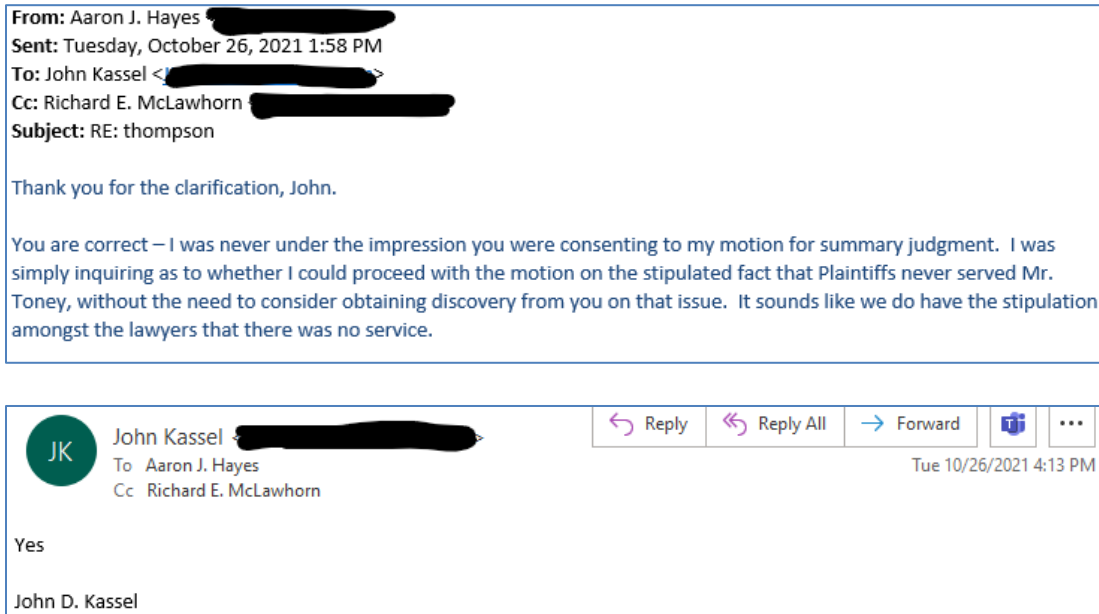 From: Aaron J. Hayes
Sent: Tuesday, October 26, 2021 1:58 PM
To: John Kassel <
>
Cc: Richard E. McLawhorn
Subject: RE: thompson
Thank you for the clarification, John.
You are correct – I was never under the impression you were consenting to my motion for summary judgment. I was
simply inquiring as to whether I could proceed with the motion on the stipulated fact that Plaintiffs never served Mr.
Toney, without the need to consider obtaining discovery from you on that issue. It sounds like we do have the stipulation
amongst the lawyers that there was no service.
JK
John Kassel <
>
Reply
Reply All
Forward
To Aaron J. Hayes
Tue 10/26/2021 4:13 PM
Cc Richard E. McLawhorn
Yes
John D. Kassel